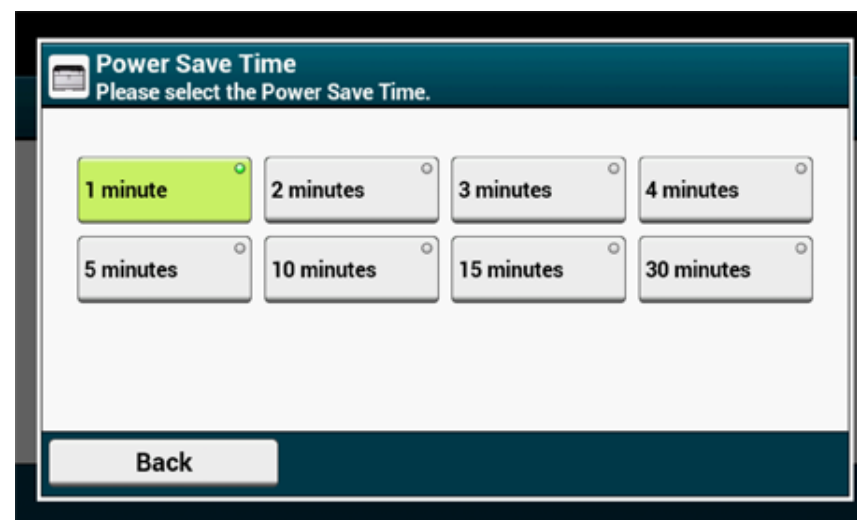 Power Save Time
Please select the Power Save Time.
1 minute
2 minutes
3 minutes
4 minutes
5 minutes
10 minutes
15 minutes
30 minutes
Back